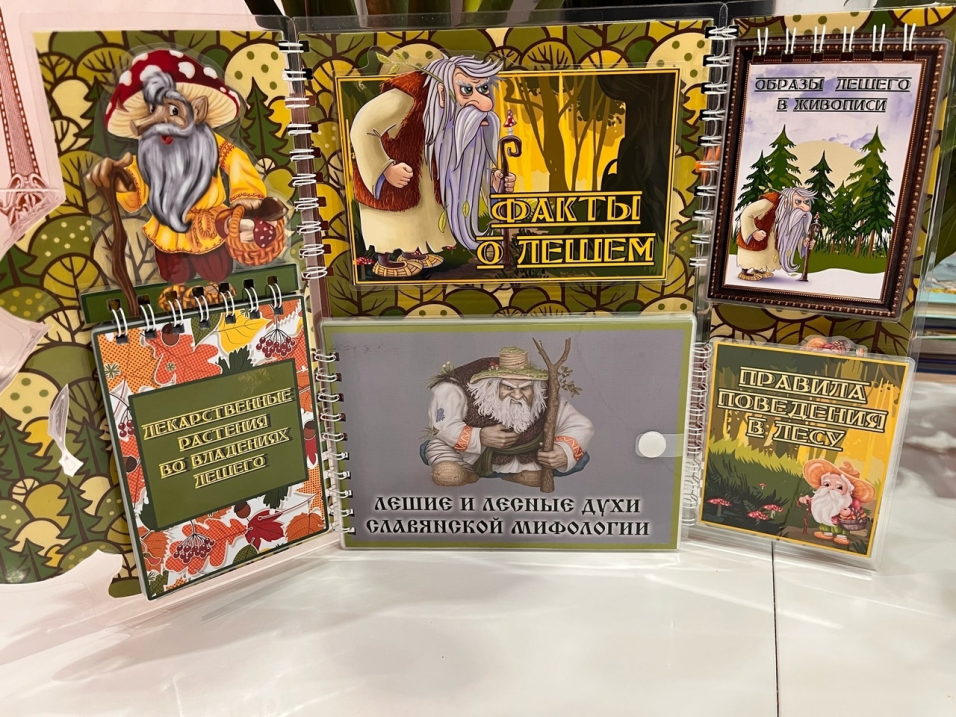 ФАКТЫ
О ЛЕШЕМ
ОБРАЗЫ ЛЕШЕГО
В ЖИВОПИСИ
ЛЕКАРСТВЕННЫЕ
РАСТЕНИЯ
ВО ВЛАДЕНИЯХ
ЛЕШЕГО
ЛЕШИЕ И ЛЕСНЫЕ ДУХИ
СЛАВЯНСКОЙ МИФОЛОГИИ
ПРАВИЛА
ПОВЕДЕНИЯ
В ЛЕСУ